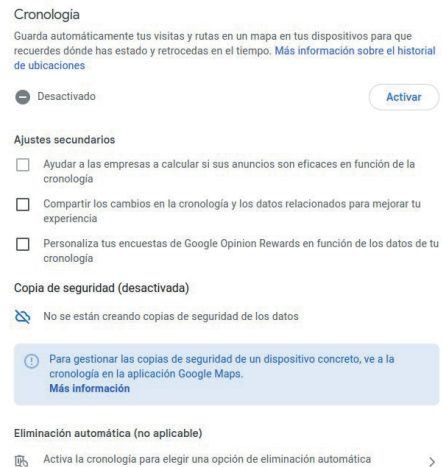 Cronología
Guarda automáticamente tus visitas y rutas en un mapa en tus dispositivos para que
recuerdes dónde has estado y retrocedas en el tiempo. Más información sobre el historial
de ubicaciones
Desactivado
Activar
Ajustes secundarios
Ayudar a las empresas a calcular si sus anuncios son eficaces en función de la
cronología
Compartir los cambios en la cronología y los datos relacionados para mejorar tu
experiencia
Personaliza tus encuestas de Google Opinion Rewards en función de los datos de tu
cronología
Copia de seguridad (desactivada)
No se están creando copias de seguridad de los datos
Para gestionar las copias de seguridad de un dispositivo concreto, ve a la
cronología en la aplicación Google Maps.
Más información
Eliminación automática (no aplicable)
Activa la cronología para elegir una opción de eliminación automática